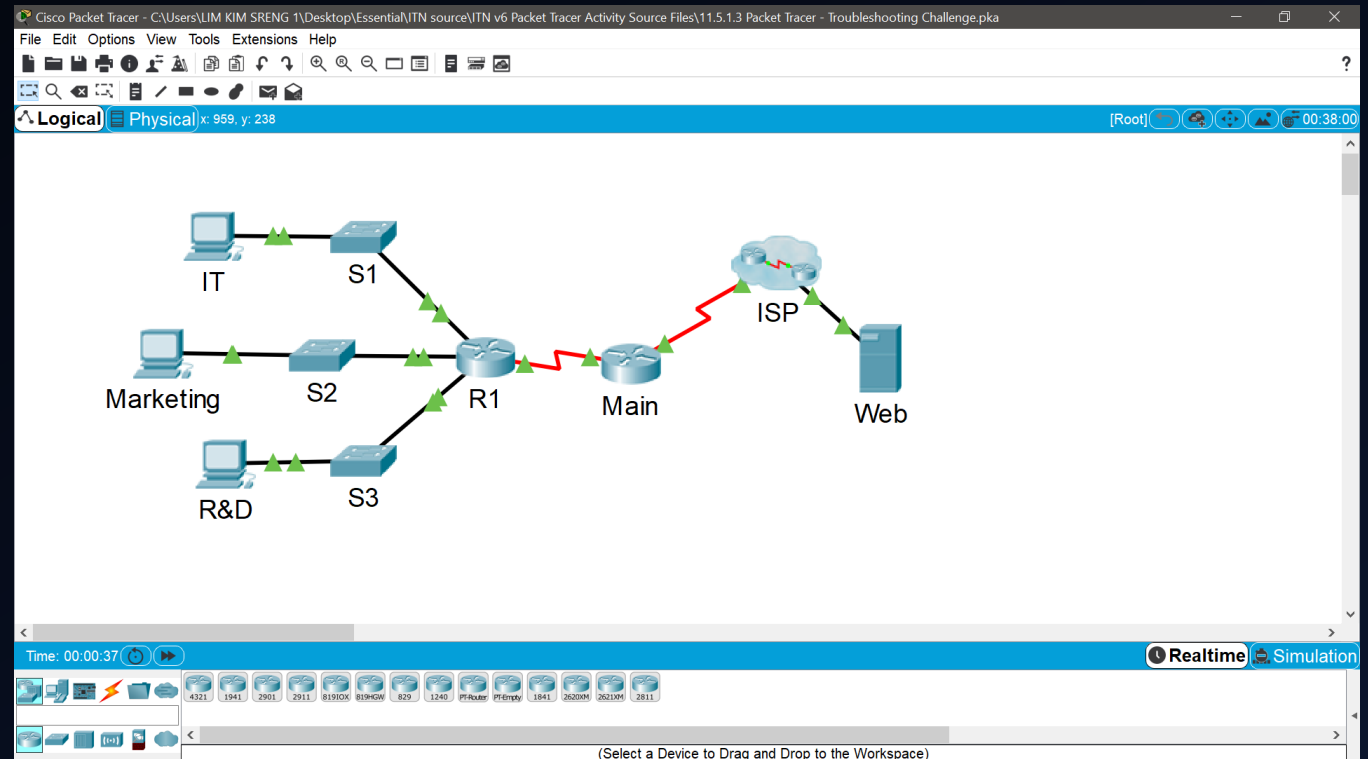 Cisco Packet Tracer - C:\Users\LIM KIM SRENG 1\Desktop\Essential\ITN source\ITN v6 Packet Tracer Activity Source Files\11.5.1.3 Packet Tracer - Troubleshooting Challenge.pka
File Edit Options View Tools Extensions Help
?
Logical Physical x: 959, y: 238 [Root] 00:38:00
IT
S1
ISP
Marketing
S2
R1
Main
Web
R&D
S3
Time: 00:00:37 Realtime Simulation
4321 1941 2901 2911 819IOX 819HGW 829 1240 PT-Router PT-Empty 1841 2620XM 2621XM 2811
(Select a Device to Drag and Drop to the Workspace)